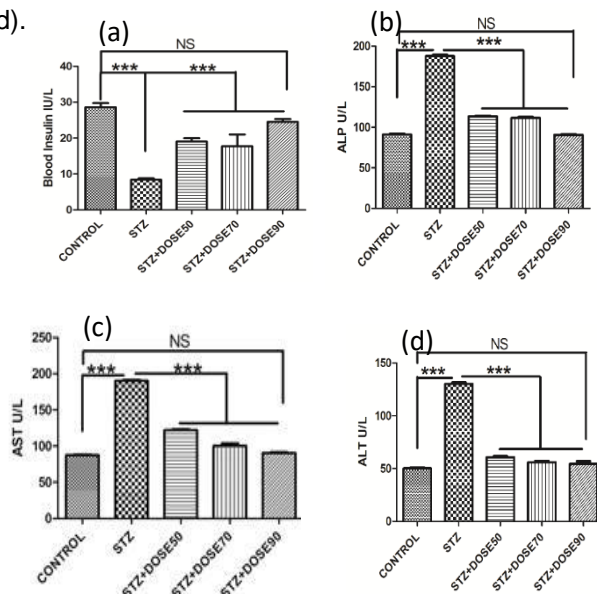 d).
(a)
NS
***
***
Blood Insulin IU/L
40
30
20
10
0
CONTROL
STZ
STZ+DOSE50
STZ+DOSE70
STZ+DOSE90
(b)
NS
***
***
ALP U/L
200
150
100
50
0
CONTROL
STZ
STZ+DOSE50
STZ+DOSE70
STZ+DOSE90
(c)
NS
***
***
AST U/L
250
200
150
100
50
0
CONTROL
STZ
STZ+DOSE50
STZ+DOSE70
STZ+DOSE90
(d)
NS
***
***
ALT U/L
150
100
50
0
CONTROL
STZ
STZ+DOSE50
STZ+DOSE70
STZ+DOSE90